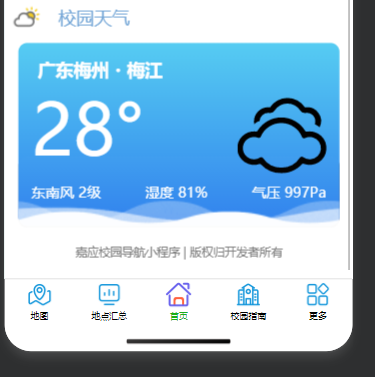 校园天气
广东梅州 · 梅江
28°
东南风 2级 湿度 81% 气压 997Pa
嘉应校园导航小程序 | 版权归开发者所有
地图 地点汇总 首页 校园指南 更多